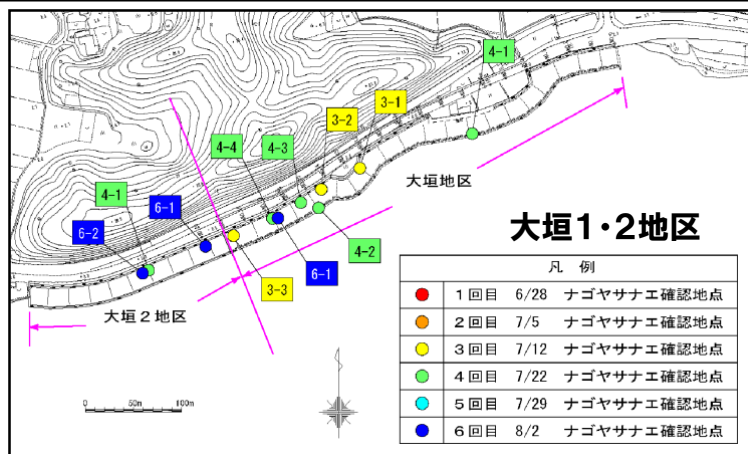 4-1
3-1
3-2
4-4
4-3
4-1
6-1
6-2
大垣地区
4-2
6-1
3-3
大垣2地区
大垣1・2地区
0 50m 100m
凡 例
1回目 6/28 ナゴヤサナエ確認地点
2回目 7/5 ナゴヤサナエ確認地点
3回目 7/12 ナゴヤサナエ確認地点
4回目 7/22 ナゴヤサナエ確認地点
5回目 7/29 ナゴヤサナエ確認地点
6回目 8/2 ナゴヤサナエ確認地点